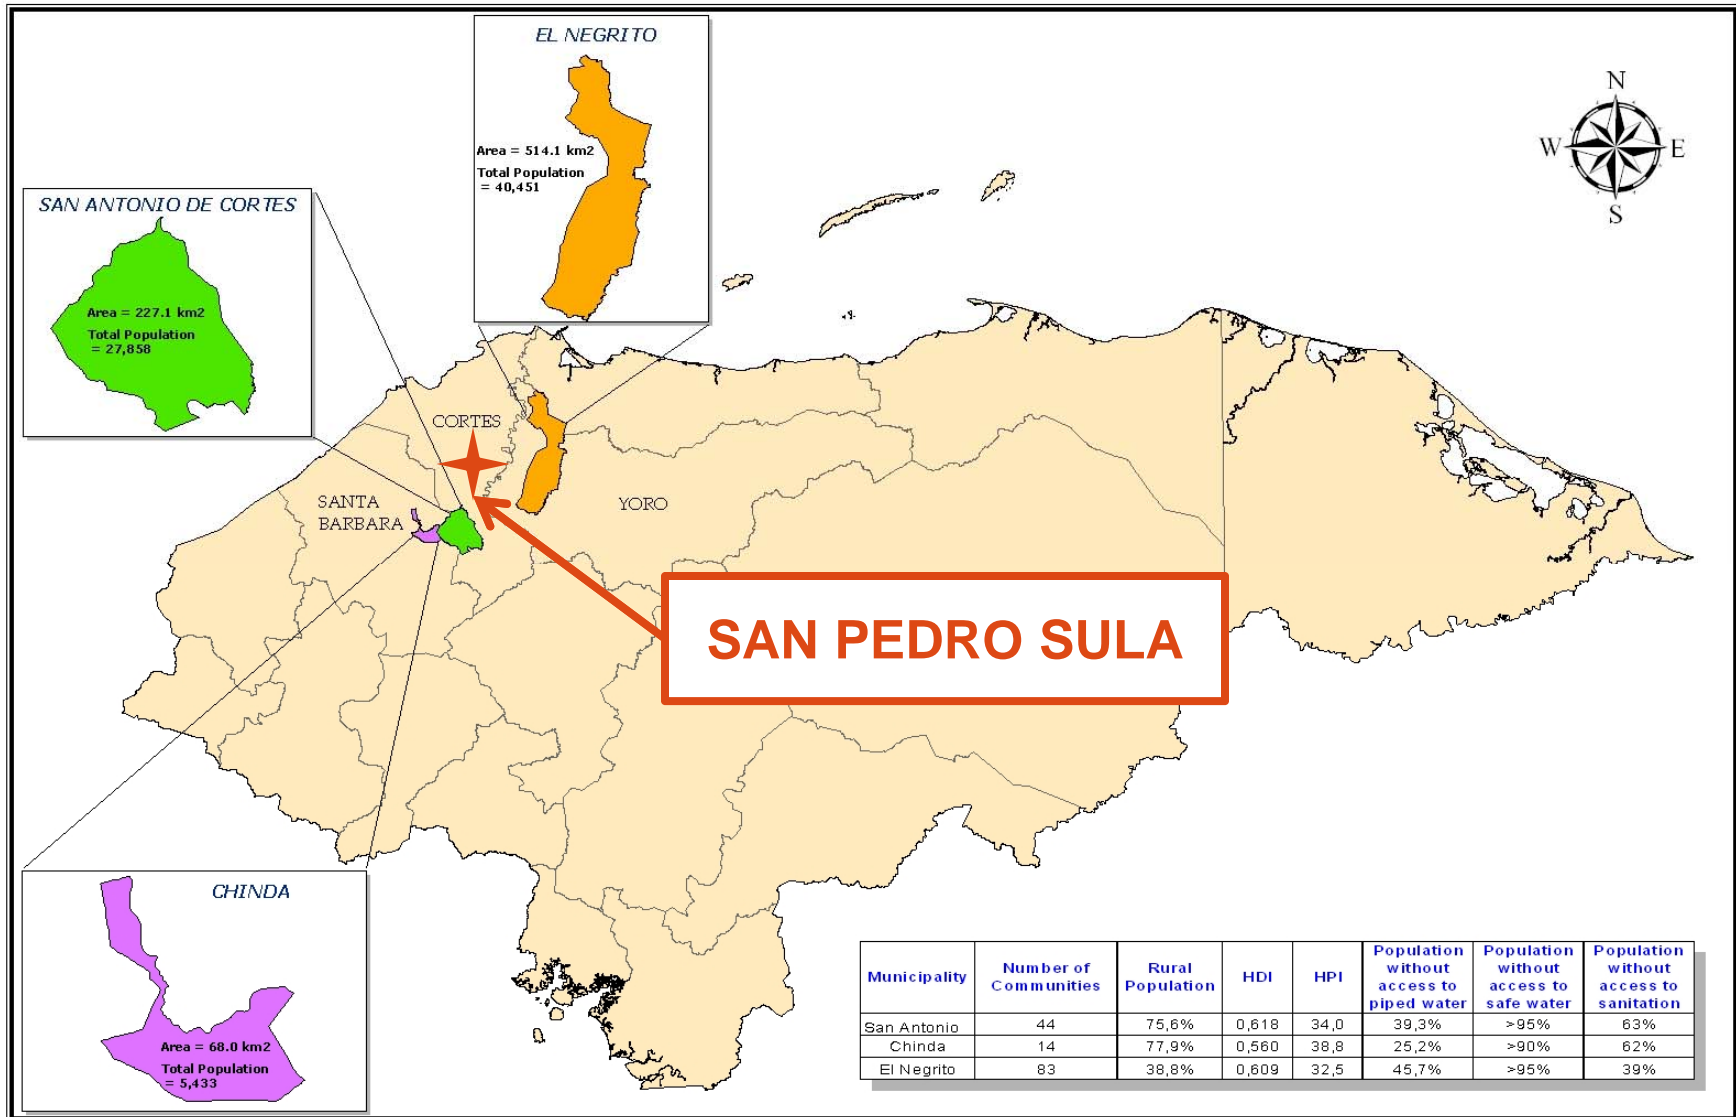 EL NEGRITO
Area = 514.1 km2
Total Population
= 40,451
N
W
E
S
SAN ANTONIO DE CORTES
Area = 227.1 km2
Total Population
= 27,858
CORTES
SANTA
BARBARA
YORO
SAN PEDRO SULA
CHINDA
Area = 68.0 km2
Total Population
= 5,433
Municipality
Number of
Communities
Rural
Population
HDI
HPI
Population
without
access to
piped water
Population
without
access to
safe water
Population
without
access to
sanitation
San Antonio 44 75,6% 0,618 34,0 39,3% >95% 63%
Chinda 14 77,9% 0,560 38,8 25,2% >90% 62%
El Negrito 83 38,8% 0,609 32,5 45,7% >95% 39%